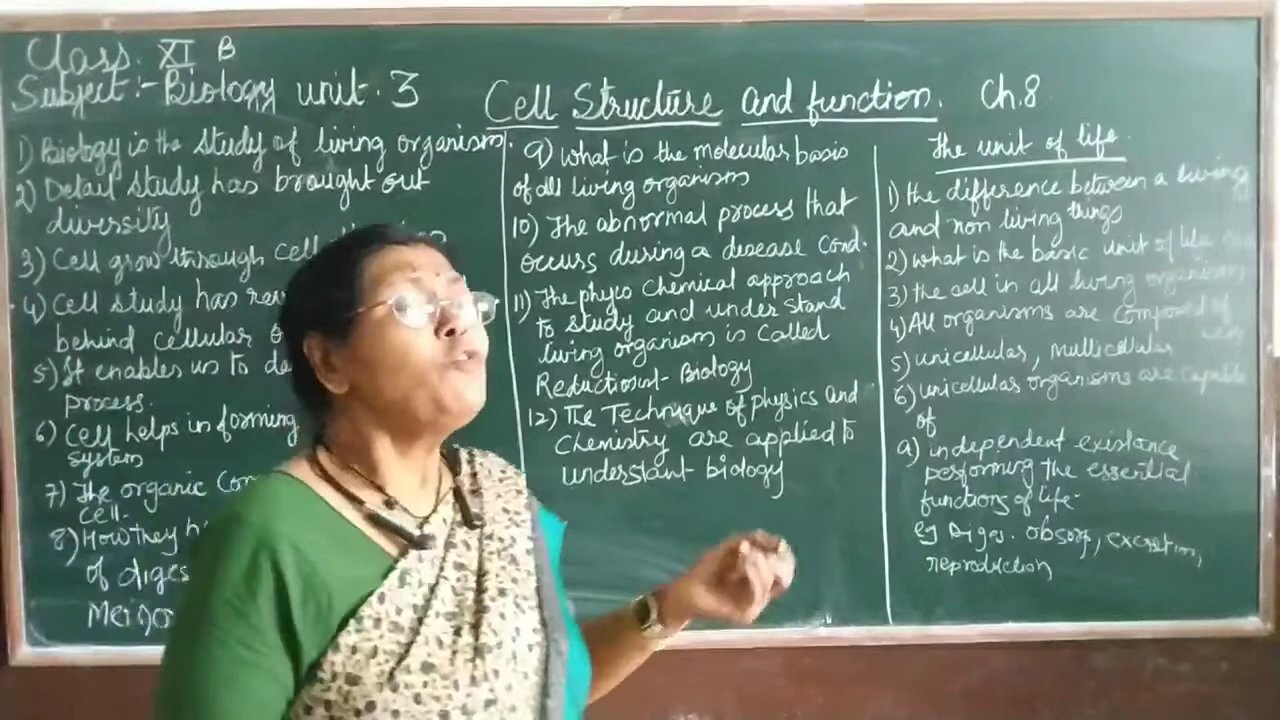 Class. XI B
Subject :- Biology unit. 3
Cell Structure and function. Ch.8
1) Biology is the study of living organism.
2) Detail study has brought out
diversity
3) Cell grow through cell
4) Cell study has
behind cellular
5) It enables us to
process.
6) Cell helps in forming
system
7) The organic
cell.
8) How they
of
9) what is the molecular basis
of all living organisms
10) The abnormal process that
occurs during a desease cond.
11) The phyco chemical approach
to study and under stand
living organism is called
Reductionist- Biology
12) The Technique of physics and
Chemistry are applied to
understant- biology
The unit of life.
1) the difference between a living
and non living things
2) what is the basic unit of life
3) the cell in all living organisms
4) All organisms are composed of
5) unicellular, multicellular
6) unicellular organisms are capable
of
a) independent existance
performing the essential
functions of life-
eg Diges. obsorp, excretion,
reproduction